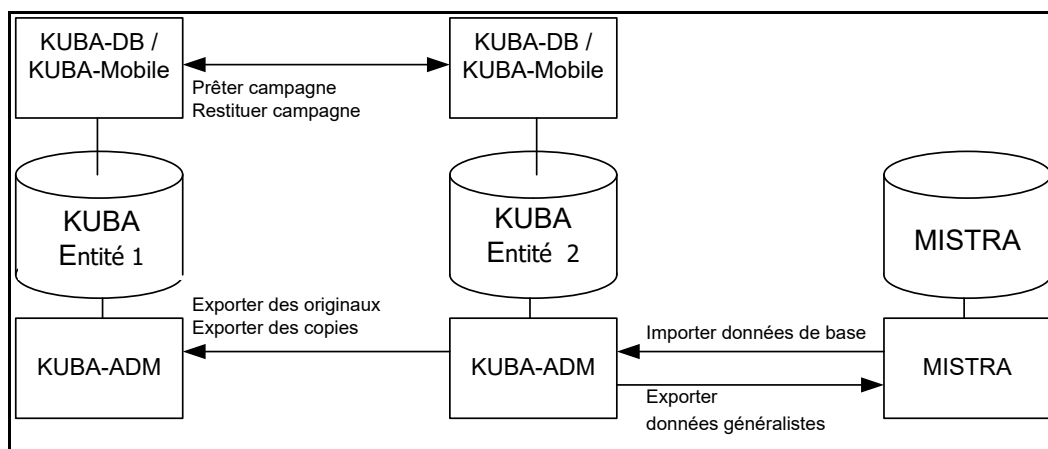 KUBA-DB /
KUBA-Mobile
KUBA-DB /
KUBA-Mobile
Prêter campagne
Restituer campagne
KUBA
Entité 1
KUBA
Entité 2
MISTRA
Exporter des originaux
Exporter des copies
Importer données de base
KUBA-ADM
KUBA-ADM
MISTRA
Exporter
données généralistes